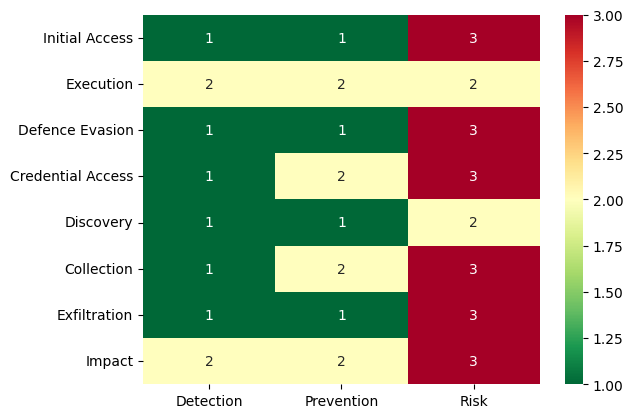 Initial Access 1 1 3
Execution 2 2 2
Defence Evasion 1 1 3
Credential Access 1 2 3
Discovery 1 1 2
Collection 1 2 3
Exfiltration 1 1 3
Impact 2 2 3
Detection Prevention Risk
3.00
2.75
2.50
2.25
2.00
1.75
1.50
1.25
1.00